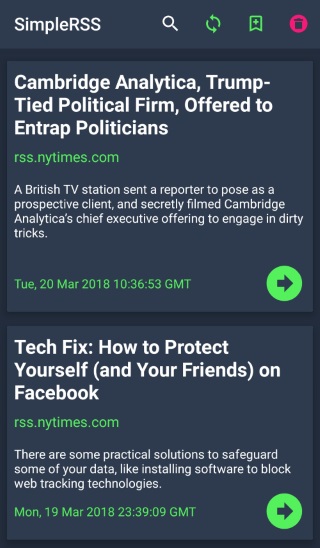 SimpleRSS
Cambridge Analytica, Trump-
Tied Political Firm, Offered to
Entrap Politicians
rss.nytimes.com
A British TV station sent a reporter to pose as a
prospective client, and secretly filmed Cambridge
Analytica's chief executive offering to engage in dirty
tricks.
Tue, 20 Mar 2018 10:36:53 GMT
Tech Fix: How to Protect
Yourself (and Your Friends) on
Facebook
rss.nytimes.com
There are some practical solutions to safeguard
some of your data, like installing software to block
web tracking technologies.
Mon, 19 Mar 2018 23:39:09 GMT